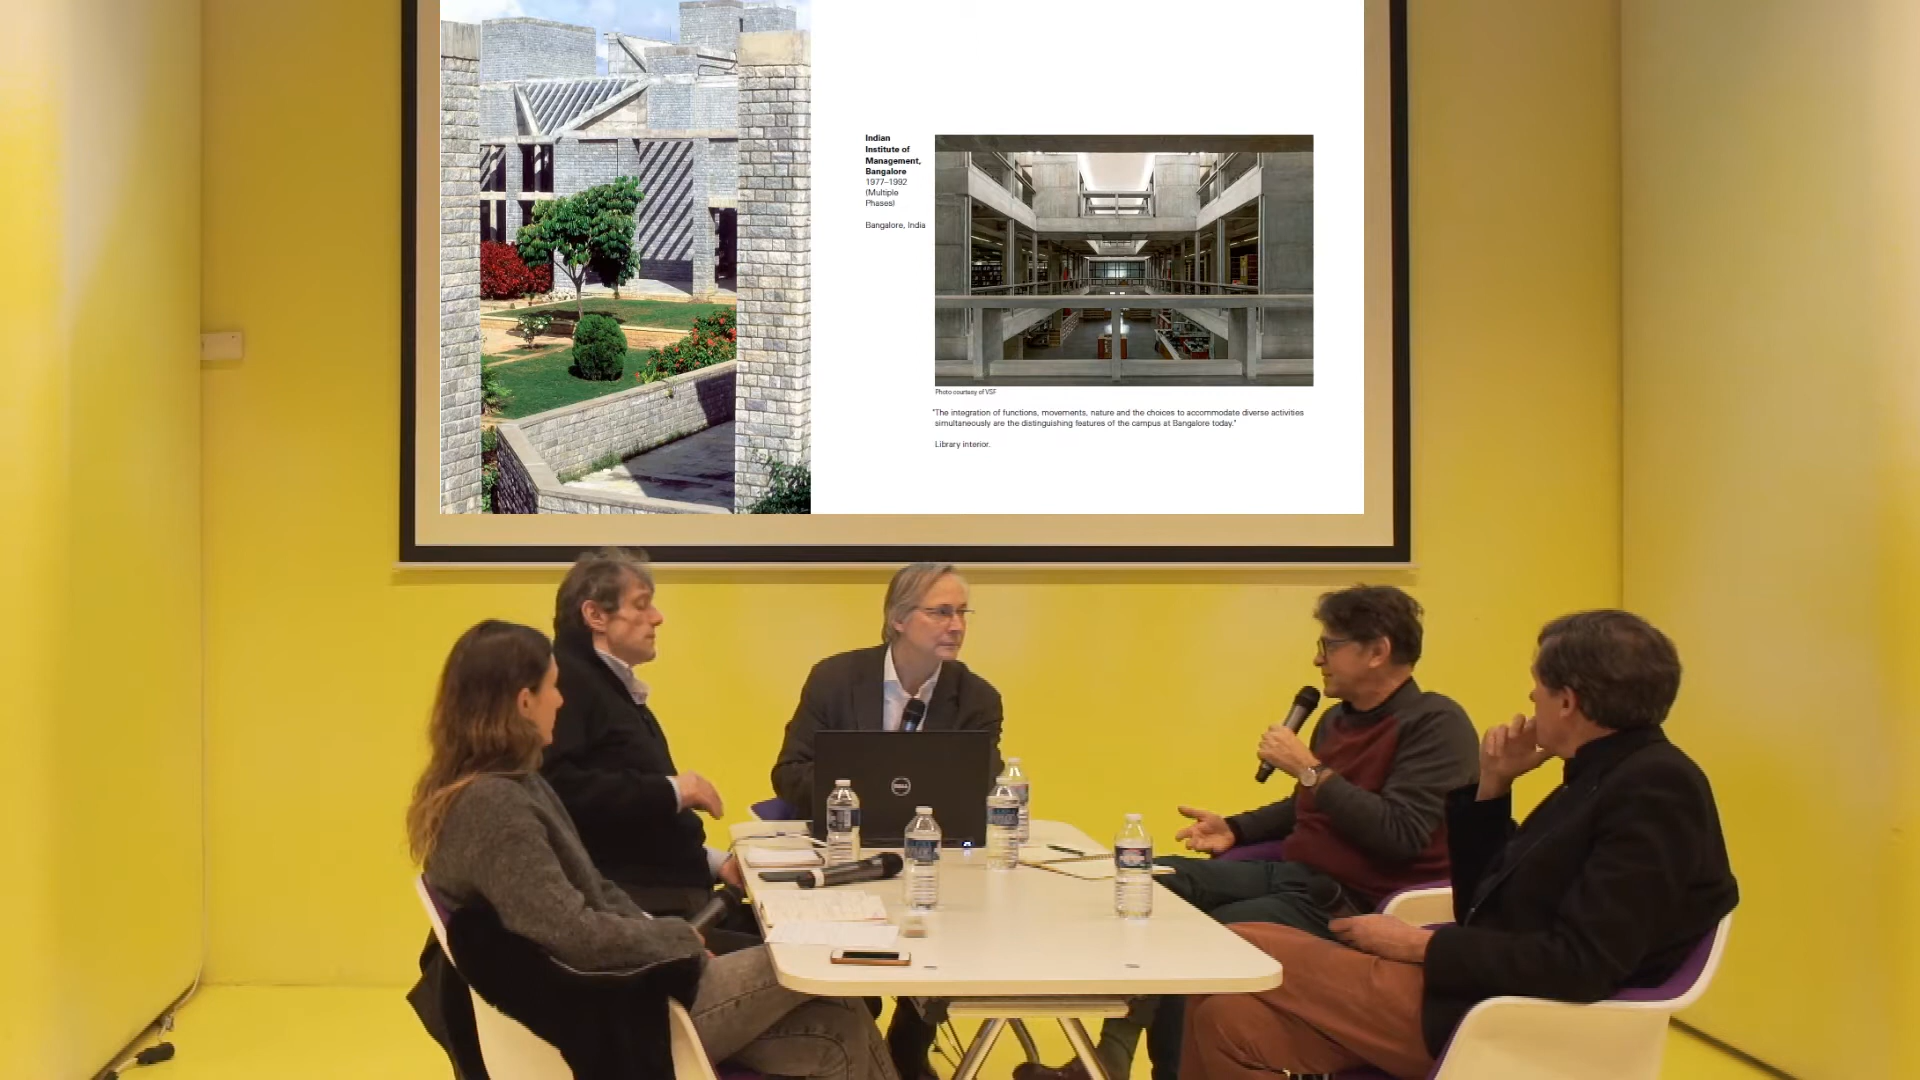 Indian
Institute of
Management,
Bangalore
1977–1992
(Multiple
Phases)
Bangalore, India
Photo courtesy of VSF
"The integration of functions, movements, nature and the choices to accommodate diverse activities
simultaneously are the distinguishing features of the campus at Bangalore today."
Library interior.
DELL